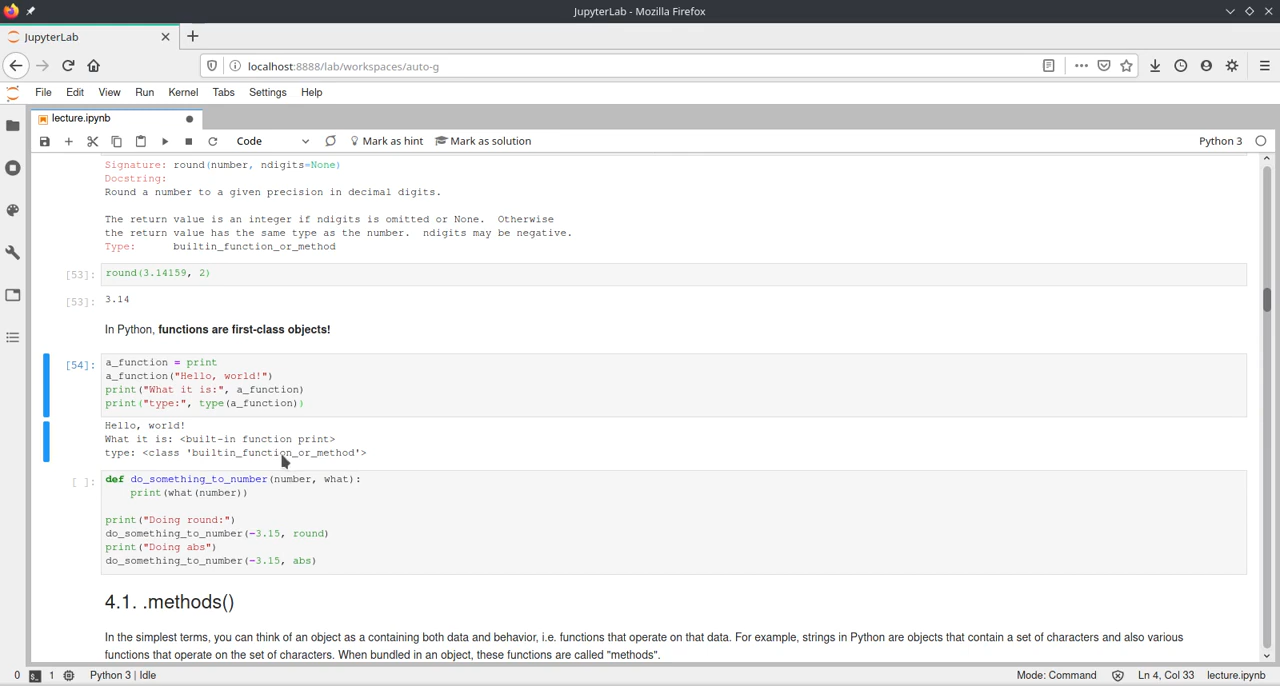 JupyterLab - Mozilla Firefox
JupyterLab
localhost:8888/lab/workspaces/auto-g
File Edit View Run Kernel Tabs Settings Help
lecture.ipynb
Code Mark as hint Mark as solution Python 3
Signature: round(number, ndigits=None)
Docstring:
Round a number to a given precision in decimal digits.
The return value is an integer if ndigits is omitted or None.  Otherwise
the return value has the same type as the number.  ndigits may be negative.
Type:      builtin_function_or_method
[53]: round(3.14159, 2)
[53]: 3.14
In Python, functions are first-class objects!
[54]: a_function = print
a_function("Hello, world!")
print("What it is:", a_function)
print("type:", type(a_function))
Hello, world!
What it is: <built-in function print>
type: <class 'builtin_function_or_method'>
[ ]: def do_something_to_number(number, what):
    print(what(number))
print("Doing round:")
do_something_to_number(-3.15, round)
print("Doing abs")
do_something_to_number(-3.15, abs)
4.1. .methods()
In the simplest terms, you can think of an object as a containing both data and behavior, i.e. functions that operate on that data. For example, strings in Python are objects that contain a set of characters and also various
functions that operate on the set of characters. When bundled in an object, these functions are called "methods".
0 1 Python 3 | Idle Mode: Command Ln 4, Col 33 lecture.ipynb